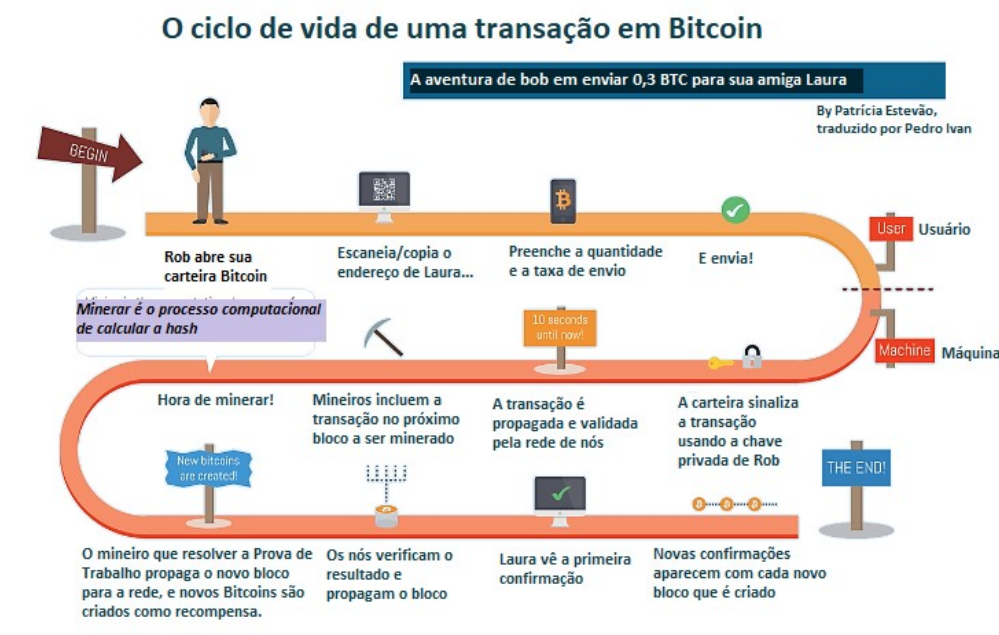 O ciclo de vida de uma transação em Bitcoin
A aventura de bob em enviar 0,3 BTC para sua amiga Laura
By Patrícia Estevão,
traduzido por Pedro Ivan
BEGIN
Rob abre sua
carteira Bitcoin
Escaneia/copia o
endereço de Laura...
Preenche a quantidade
e a taxa de envio
E envia!
User
Usuário
Machine
Máquina
A carteira sinaliza
a transação
usando a chave
privada de Rob
10 seconds
until now!
A transação é
propagada e validada
pela rede de nós
Mineiros incluem a
transação no próximo
bloco a ser minerado
Minerar é o processo computacional
de calcular a hash
Hora de minerar!
New bitcoins
are created!
O mineiro que resolver a Prova de
Trabalho propaga o novo bloco
para a rede, e novos Bitcoins são
criados como recompensa.
Os nós verificam o
resultado e
propagam o bloco
Laura vê a primeira
confirmação
Novas confirmações
aparecem com cada novo
bloco que é criado
THE END!